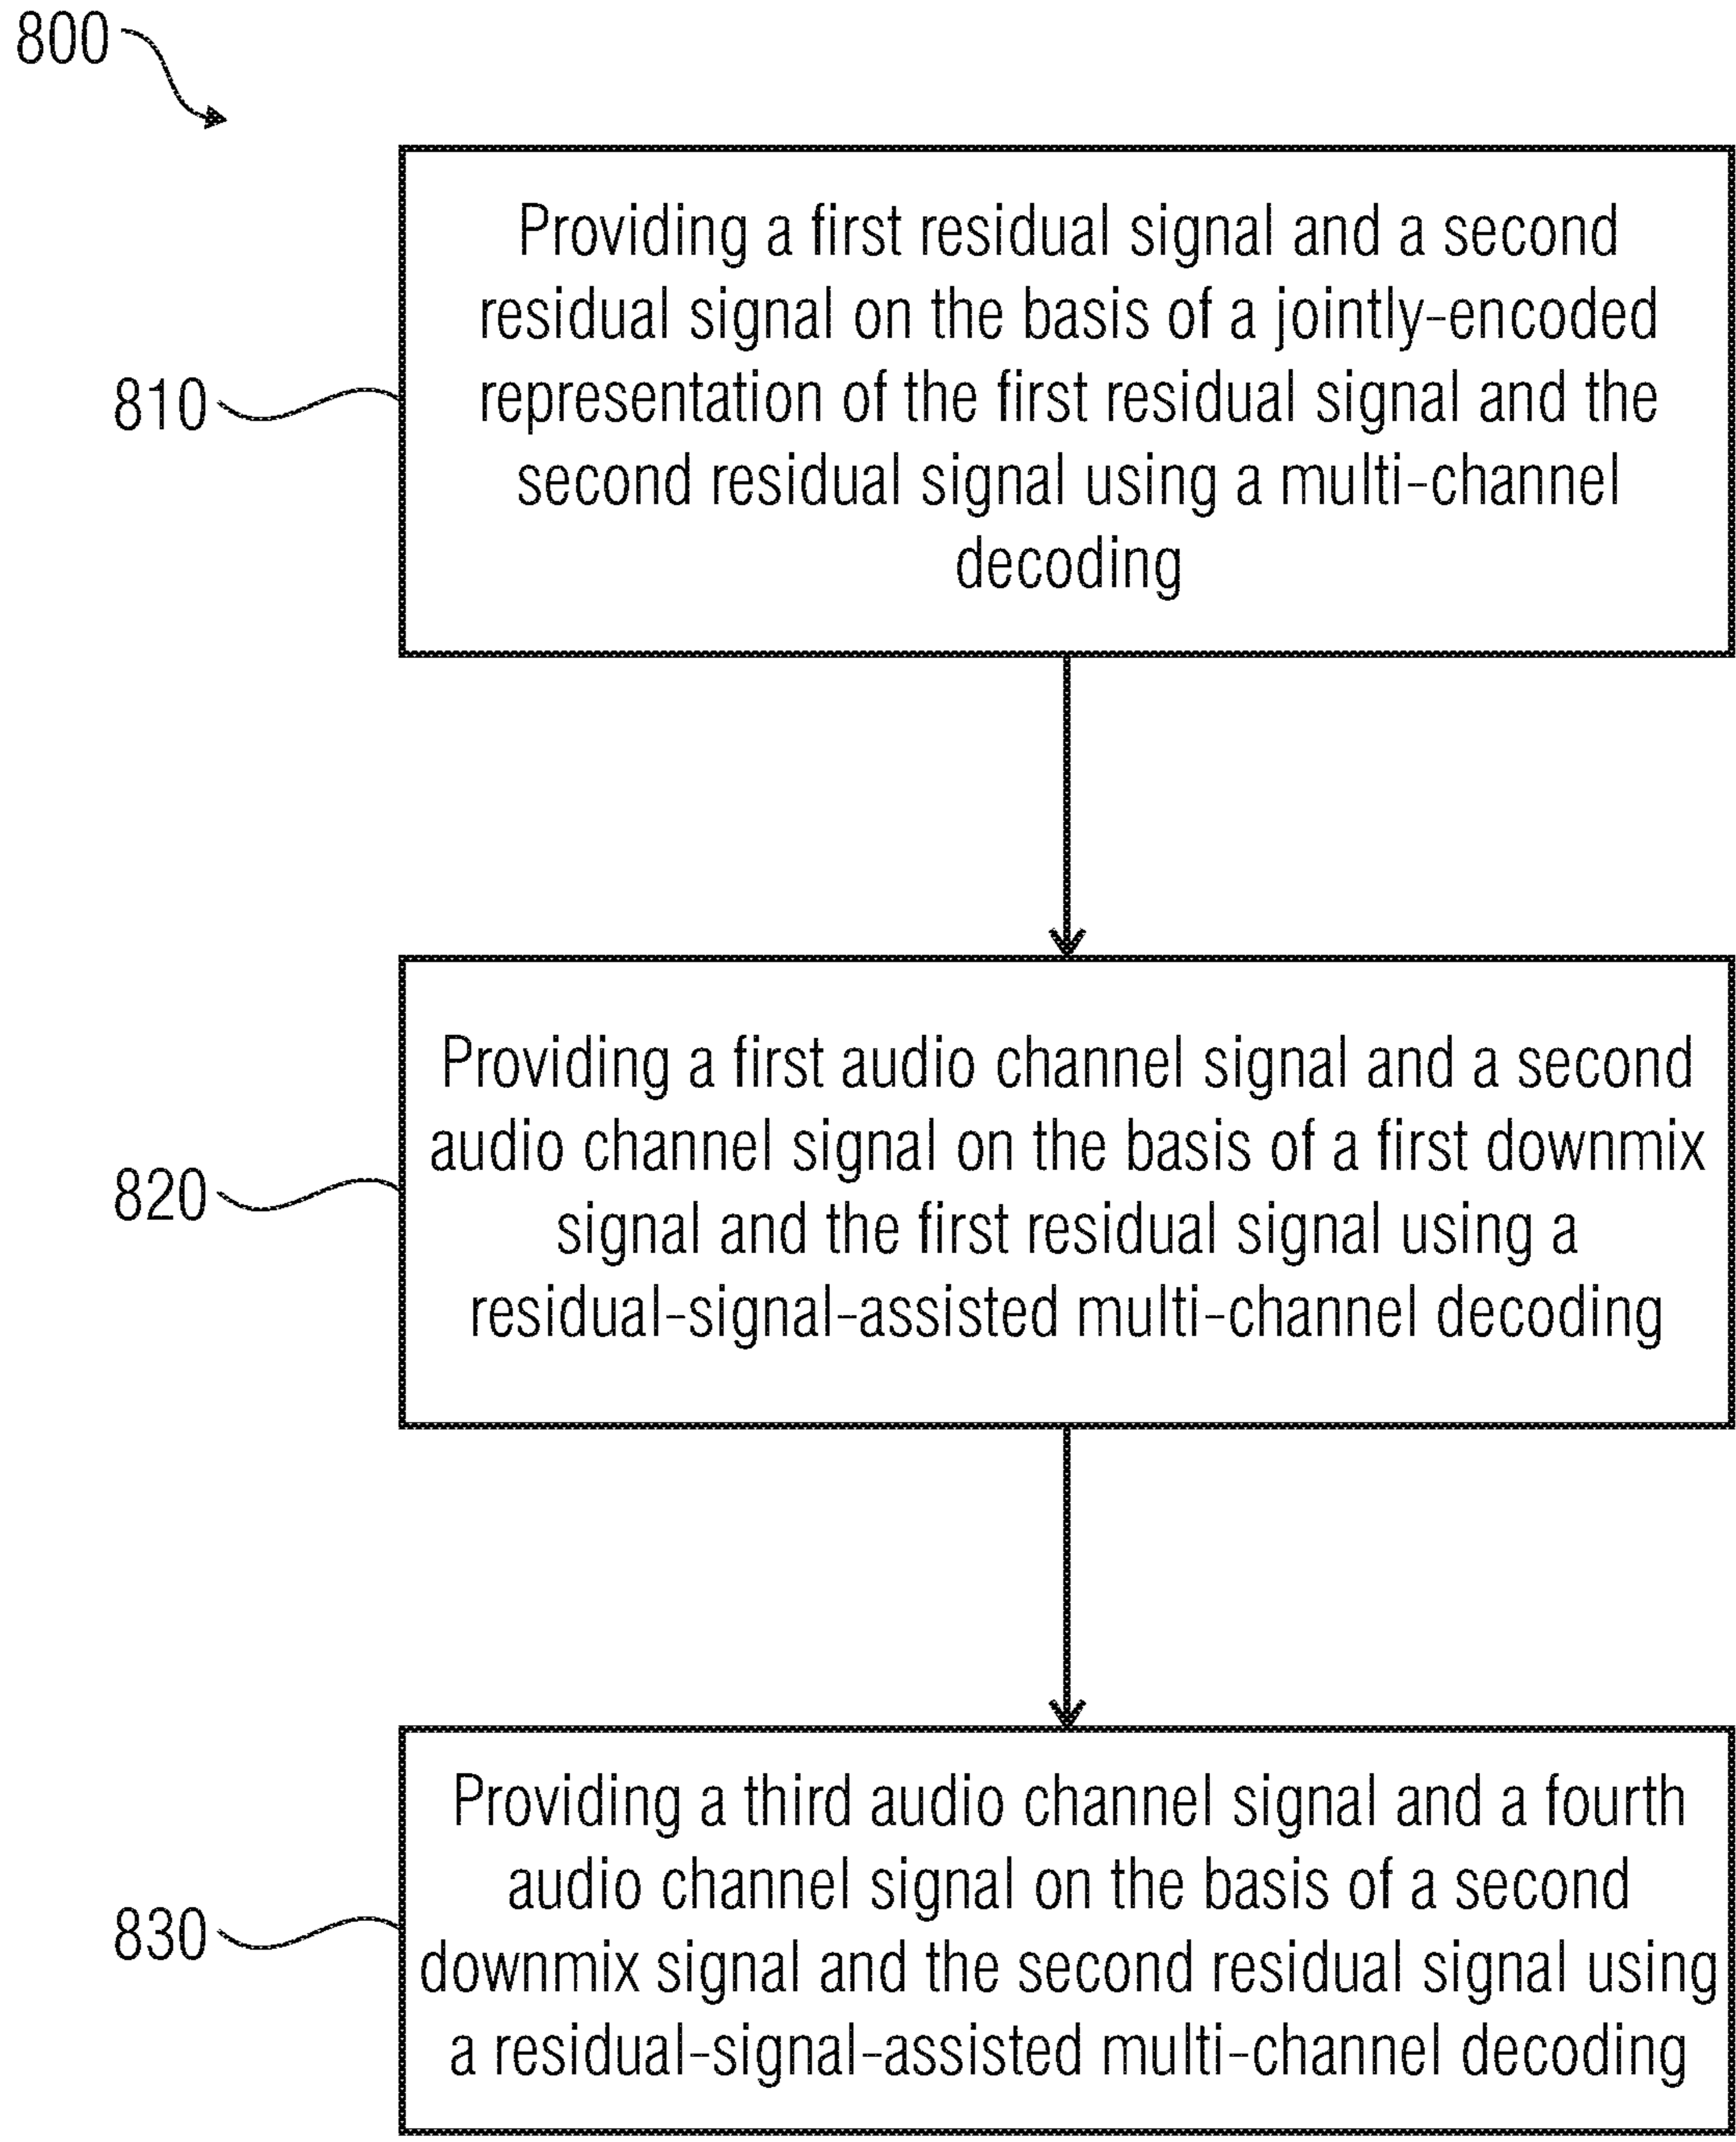 800
Providing a first residual signal and a second
residual signal on the basis of a jointly-encoded
representation of the first residual signal and the
second residual signal using a multi-channel
decoding
810
Providing a first audio channel signal and a second
audio channel signal on the basis of a first downmix
signal and the first residual signal using a
residual-signal-assisted multi-channel decoding
820
Providing a third audio channel signal and a fourth
audio channel signal on the basis of a second
downmix signal and the second residual signal using
a residual-signal-assisted multi-channel decoding
830